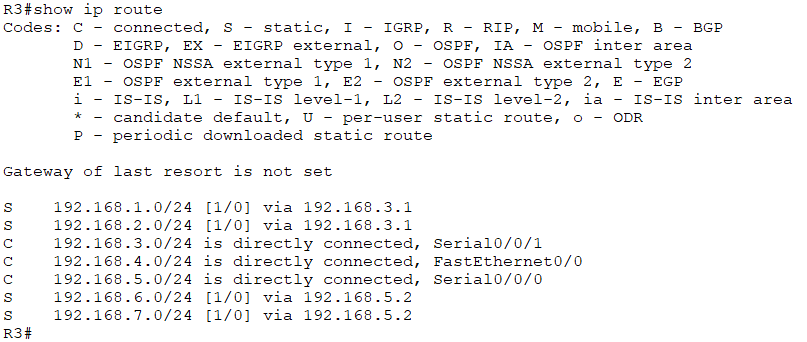 R3#show ip route
Codes: C - connected, S - static, I - IGRP, R - RIP, M - mobile, B - BGP
D - EIGRP, EX - EIGRP external, O - OSPF, IA - OSPF inter area
N1 - OSPF NSSA external type 1, N2 - OSPF NSSA external type 2
E1 - OSPF external type 1, E2 - OSPF external type 2, E - EGP
i - IS-IS, L1 - IS-IS level-1, L2 - IS-IS level-2, ia - IS-IS inter area
* - candidate default, U - per-user static route, o - ODR
P - periodic downloaded static route
Gateway of last resort is not set
S 192.168.1.0/24 [1/0] via 192.168.3.1
S 192.168.2.0/24 [1/0] via 192.168.3.1
C 192.168.3.0/24 is directly connected, Serial0/0/1
C 192.168.4.0/24 is directly connected, FastEthernet0/0
C 192.168.5.0/24 is directly connected, Serial0/0/0
S 192.168.6.0/24 [1/0] via 192.168.5.2
S 192.168.7.0/24 [1/0] via 192.168.5.2
R3#